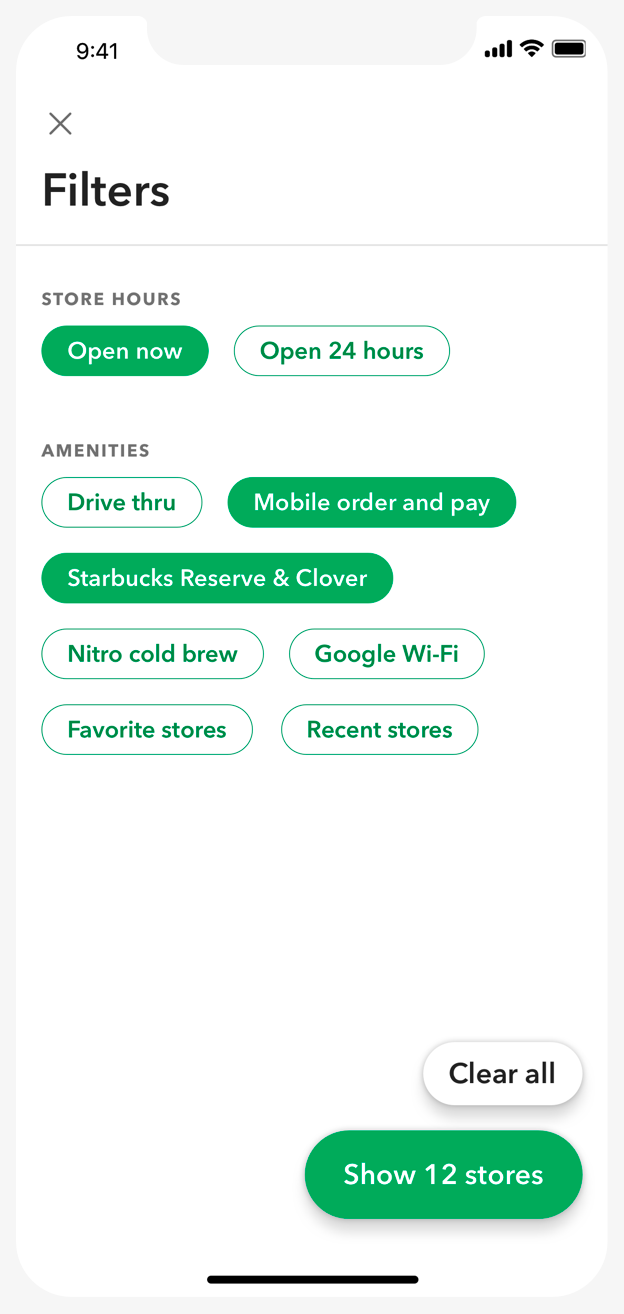 9:41
Filters
STORE HOURS
Open now Open 24 hours
AMENITIES
Drive thru Mobile order and pay
Starbucks Reserve & Clover
Nitro cold brew Google Wi-Fi
Favorite stores Recent stores
Clear all
Show 12 stores